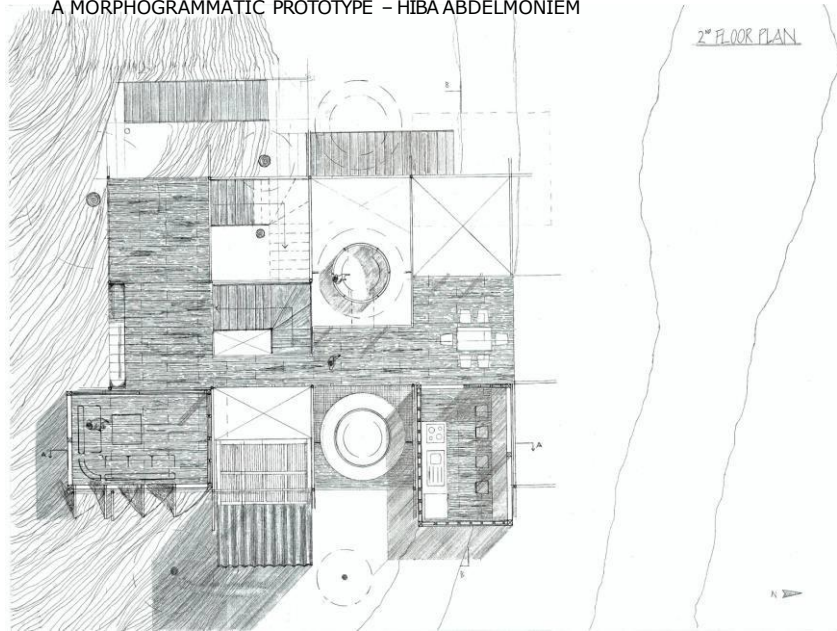 A MORPHOGRAMMATIC PROTOTYPE – HIBA ABDELMONIEM
2ND FLOOR PLAN
B
A
A
B
N